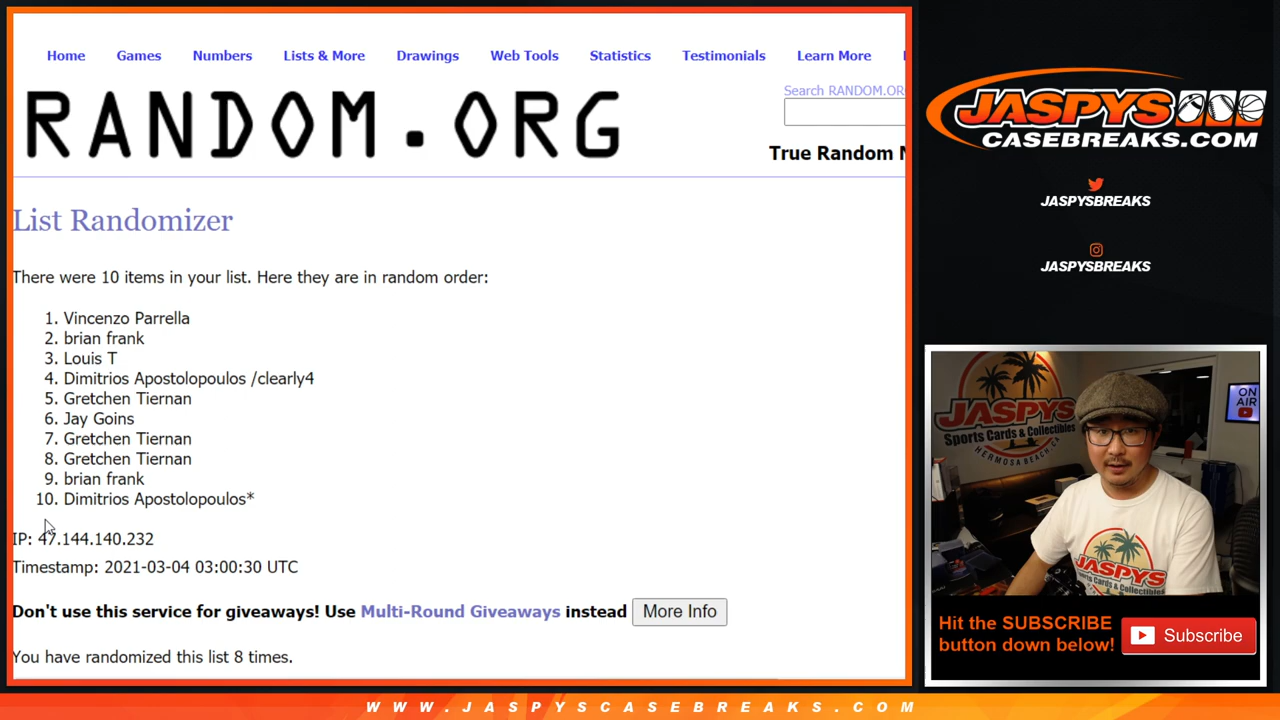 Home Games Numbers Lists & More Drawings Web Tools Statistics Testimonials Learn More
RANDOM.ORG
Search RANDOM.OR
True Random
List Randomizer
There were 10 items in your list. Here they are in random order:
1. Vincenzo Parrella
2. brian frank
3. Louis T
4. Dimitrios Apostolopoulos /clearly4
5. Gretchen Tiernan
6. Jay Goins
7. Gretchen Tiernan
8. Gretchen Tiernan
9. brian frank
10. Dimitrios Apostolopoulos*
IP: 47.144.140.232
Timestamp: 2021-03-04 03:00:30 UTC
Don't use this service for giveaways! Use Multi-Round Giveaways instead More Info
You have randomized this list 8 times.
JASPYS
CASEBREAKS.COM
JASPYSBREAKS
JASPYSBREAKS
JASPYS
Sports Cards & Collectibles
HERMOSA BEACH, CA
ON
AIR
JASPYS
Hit the SUBSCRIBE
button down below!
Subscribe
WWW.JASPYSCASEBREAKS.COM